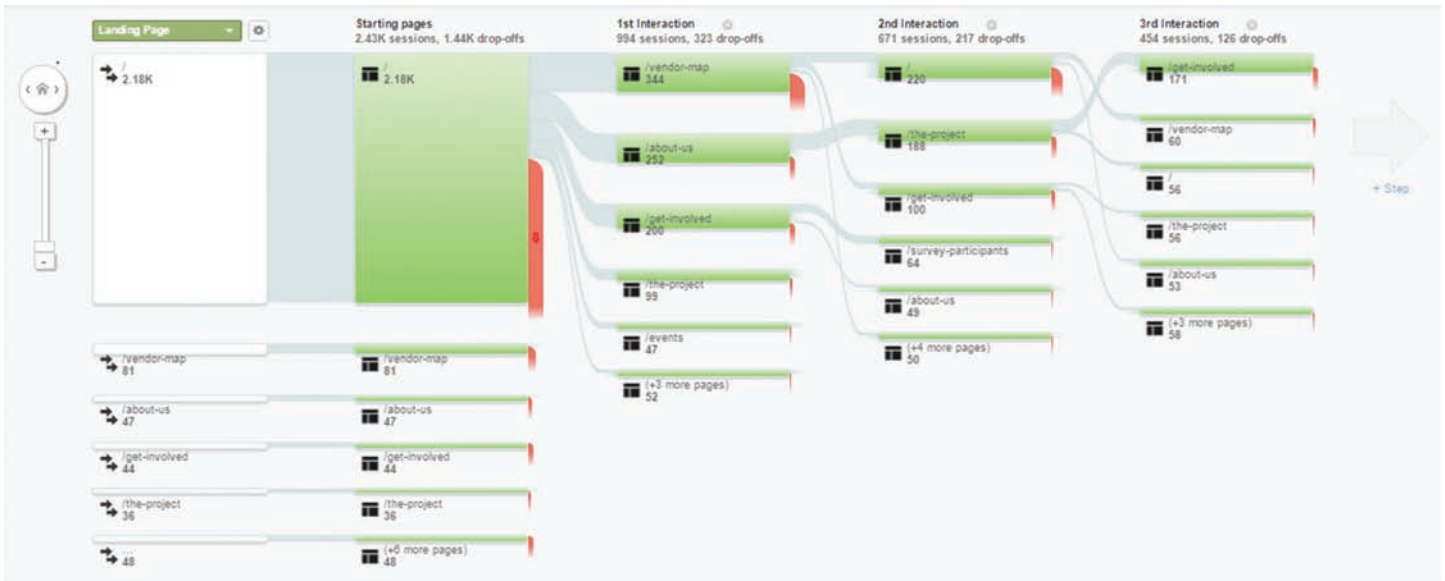 Landing Page
Starting pages
2.43K sessions, 1.44K drop-offs
1st Interaction
994 sessions, 323 drop-offs
2nd Interaction
671 sessions, 217 drop-offs
3rd Interaction
454 sessions, 126 drop-offs
/
2.18K
/vendor-map
81
/about-us
47
/get-involved
44
/the-project
36
...
48
/
2.18K
/vendor-map
81
/about-us
47
/get-involved
44
/the-project
36
(+6 more pages)
48
/vendor-map
344
/about-us
252
/get-involved
200
/the-project
99
/events
47
(+3 more pages)
52
/
220
/the-project
188
/get-involved
100
/survey-participants
64
/about-us
49
(+4 more pages)
50
/get-involved
171
/vendor-map
60
/
56
/the-project
56
/about-us
53
(+3 more pages)
58
+ Step